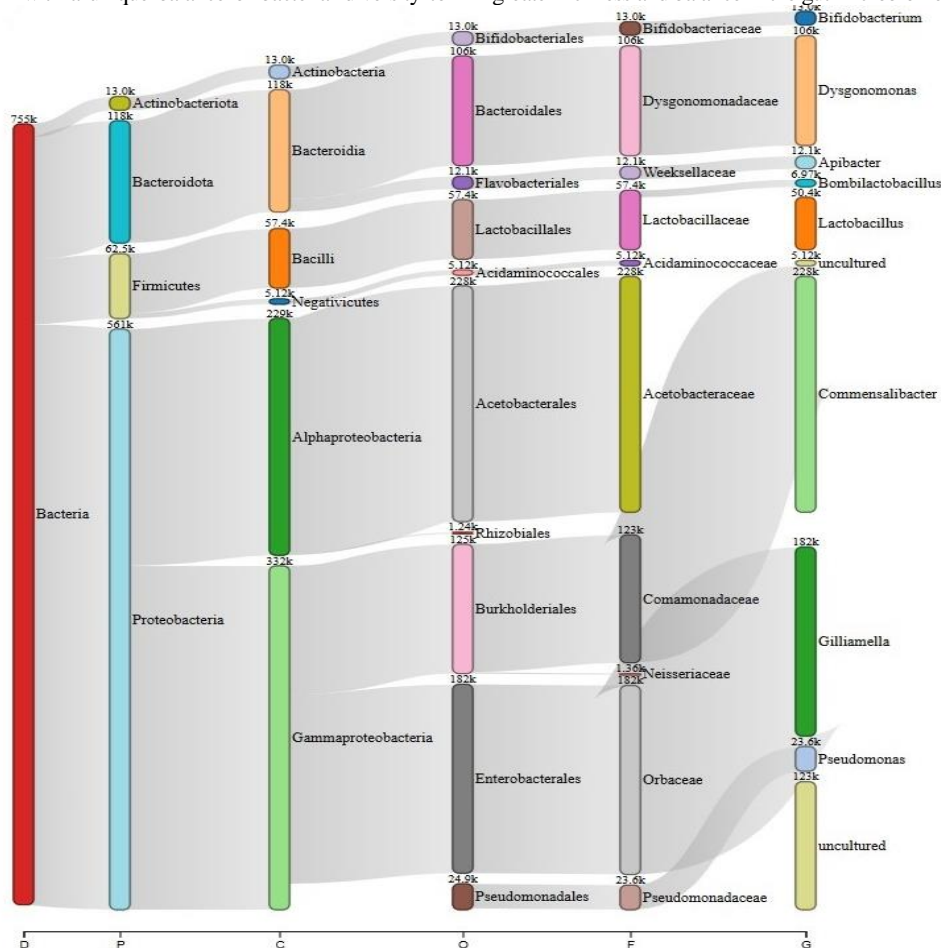 755k
Bacteria
13.0k
Actinobacteriota
118k
Bacteroidota
62.5k
Firmicutes
561k
Proteobacteria
13.0k
Actinobacteria
118k
Bacteroidia
57.4k
Bacilli
5.12k
Negativicutes
229k
Alphaproteobacteria
332k
Gammaproteobacteria
13.0k
Bifidobacteriales
106k
Bacteroidales
12.1k
Flavobacteriales
57.4k
Lactobacillales
5.12k
Acidaminococcales
228k
Acetobacterales
1.24k
Rhizobiales
125k
Burkholderiales
182k
Enterobacterales
24.9k
Pseudomonadales
13.0k
Bifidobacteriaceae
106k
Dysgonomonadaceae
12.1k
Weeksellaceae
57.4k
Lactobacillaceae
5.12k
Acidaminococcaceae
228k
Acetobacteraceae
123k
Comamonadaceae
1.36k
Neisseriaceae
182k
Orbaceae
23.6k
Pseudomonadaceae
13.0k
Bifidobacterium
106k
Dysgonomonas
12.1k
Apibacter
6.97k
Bombilactobacillus
50.4k
Lactobacillus
5.12k
uncultured
228k
Commensalibacter
182k
Gilliamella
23.6k
Pseudomonas
123k
uncultured
D P C O F G